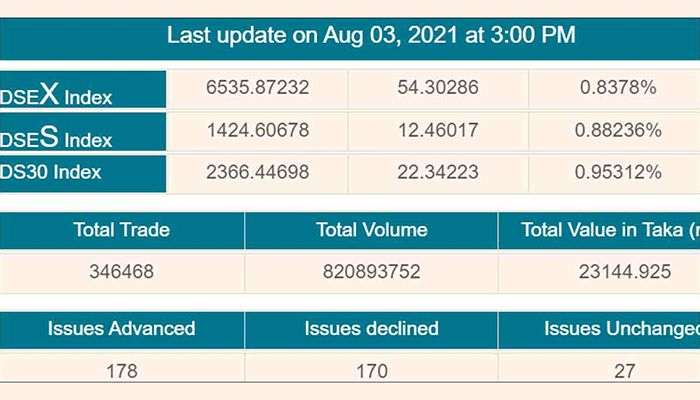 Last update on Aug 03, 2021 at 3:00 PM
DSEX Index 6535.87232 54.30286 0.8378%
DSES Index 1424.60678 12.46017 0.88236%
DS30 Index 2366.44698 22.34223 0.95312%
Total Trade Total Volume Total Value in Taka
346468 820893752 23144.925
Issues Advanced Issues declined Issues Unchanged
178 170 27